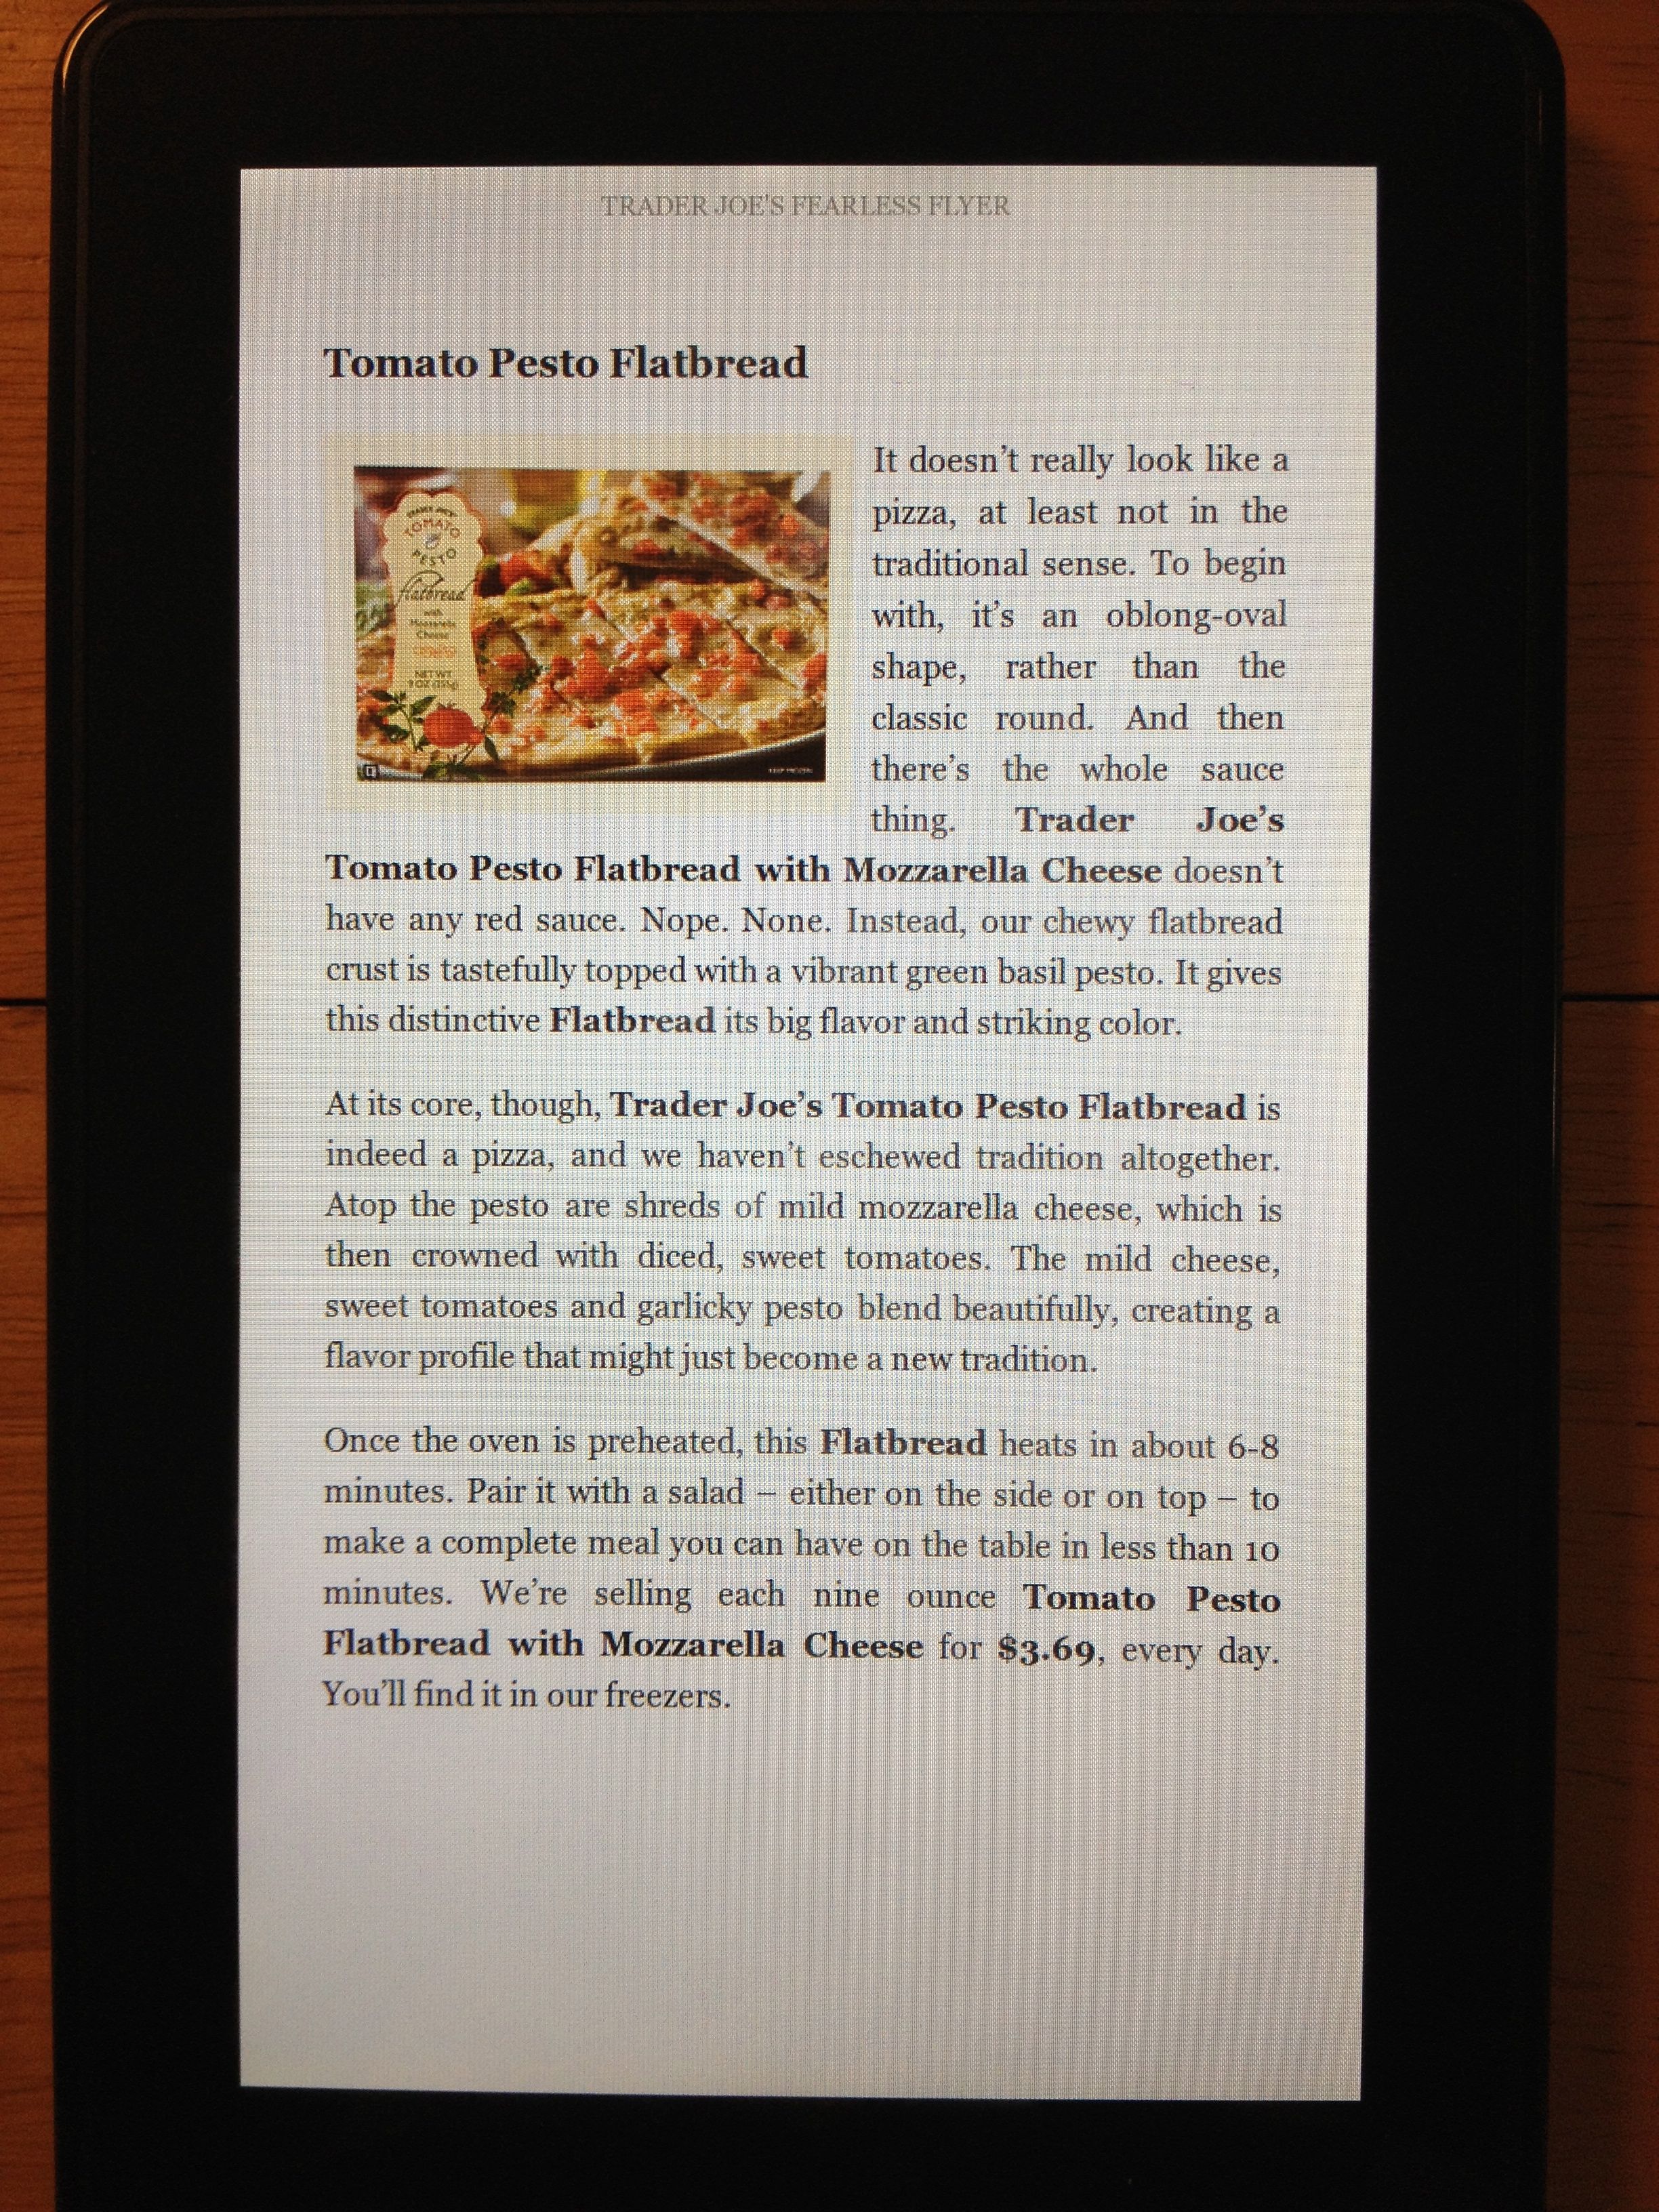 TRADER JOE'S FEARLESS FLYER
Tomato Pesto Flatbread
TOMATO
PESTO
flatbread
with
Mozzarella
Cheese
NET WT
It doesn’t really look like a
pizza, at least not in the
traditional sense. To begin
with, it’s an oblong-oval
shape, rather than the
classic round. And then
there’s the whole sauce
thing. Trader Joe’s
Tomato Pesto Flatbread with Mozzarella Cheese doesn’t
have any red sauce. Nope. None. Instead, our chewy flatbread
crust is tastefully topped with a vibrant green basil pesto. It gives
this distinctive Flatbread its big flavor and striking color.
At its core, though, Trader Joe’s Tomato Pesto Flatbread is
indeed a pizza, and we haven’t eschewed tradition altogether.
Atop the pesto are shreds of mild mozzarella cheese, which is
then crowned with diced, sweet tomatoes. The mild cheese,
sweet tomatoes and garlicky pesto blend beautifully, creating a
flavor profile that might just become a new tradition.
Once the oven is preheated, this Flatbread heats in about 6-8
minutes. Pair it with a salad – either on the side or on top – to
make a complete meal you can have on the table in less than 10
minutes. We’re selling each nine ounce Tomato Pesto
Flatbread with Mozzarella Cheese for $3.69, every day.
You’ll find it in our freezers.